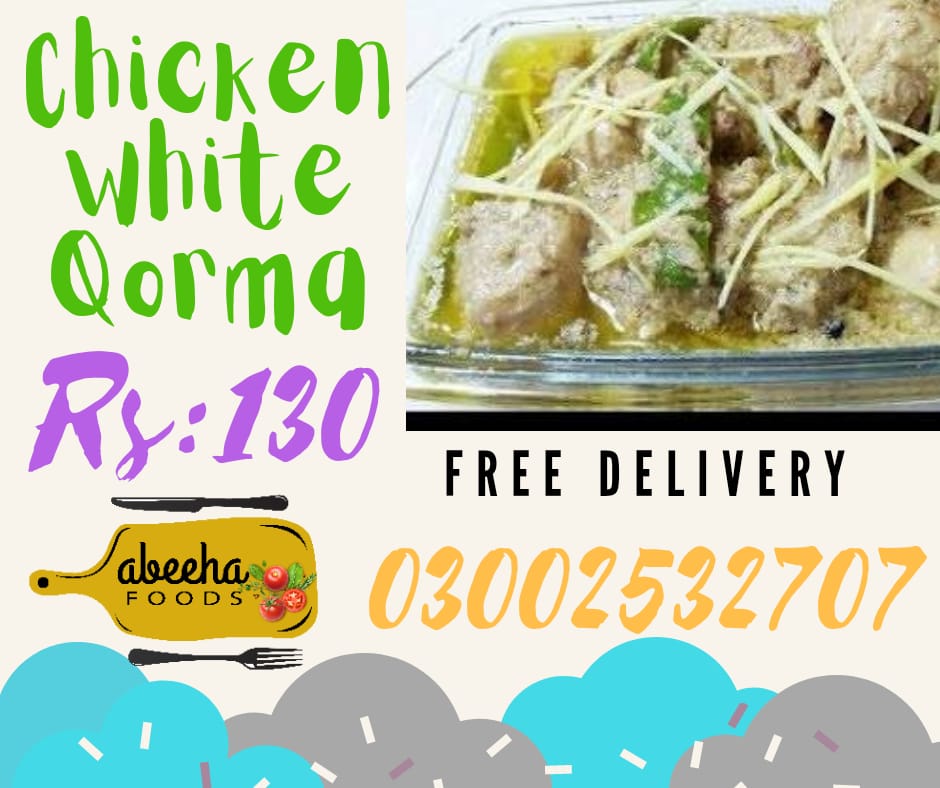 Chicken
white
Qorma
Rs:130
FREE DELIVERY
abeeha
FOODS
03002532707